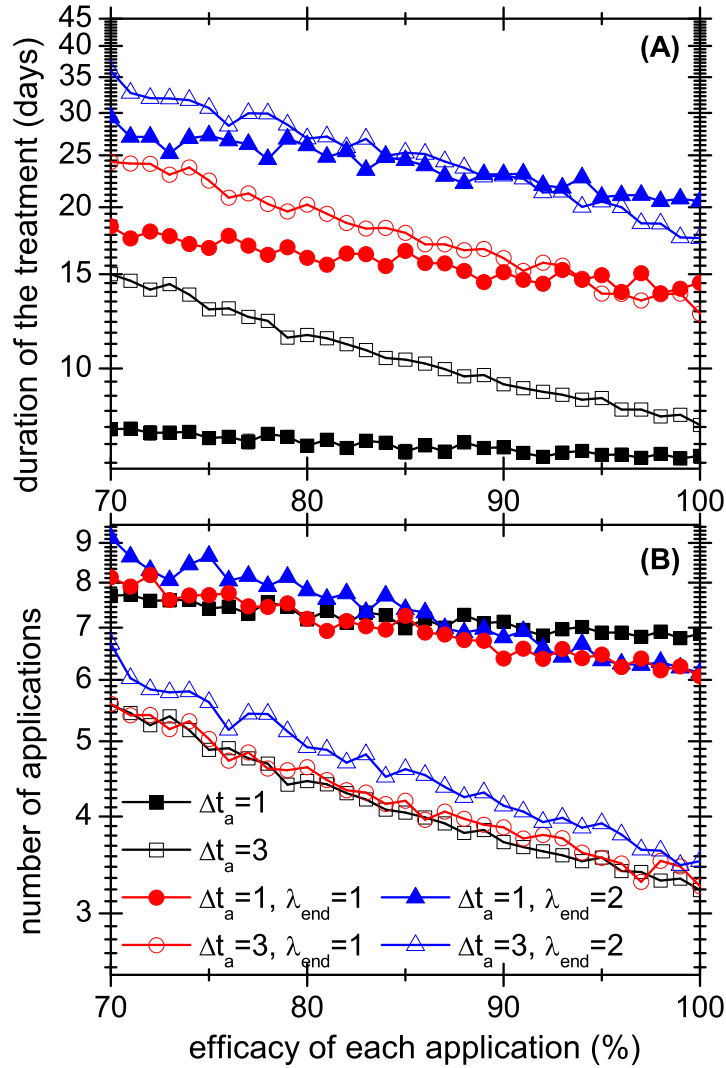 (A)
duration of the treatment (days)
45
35
30
25
20
15
10
70 80 90 100
(B)
number of applications
9
8
7
6
5
4
3
Δt_a=1
Δt_a=3
Δt_a=1, λ_end=1 Δt_a=1, λ_end=2
Δt_a=3, λ_end=1 Δt_a=3, λ_end=2
70 80 90 100
efficacy of each application (%)